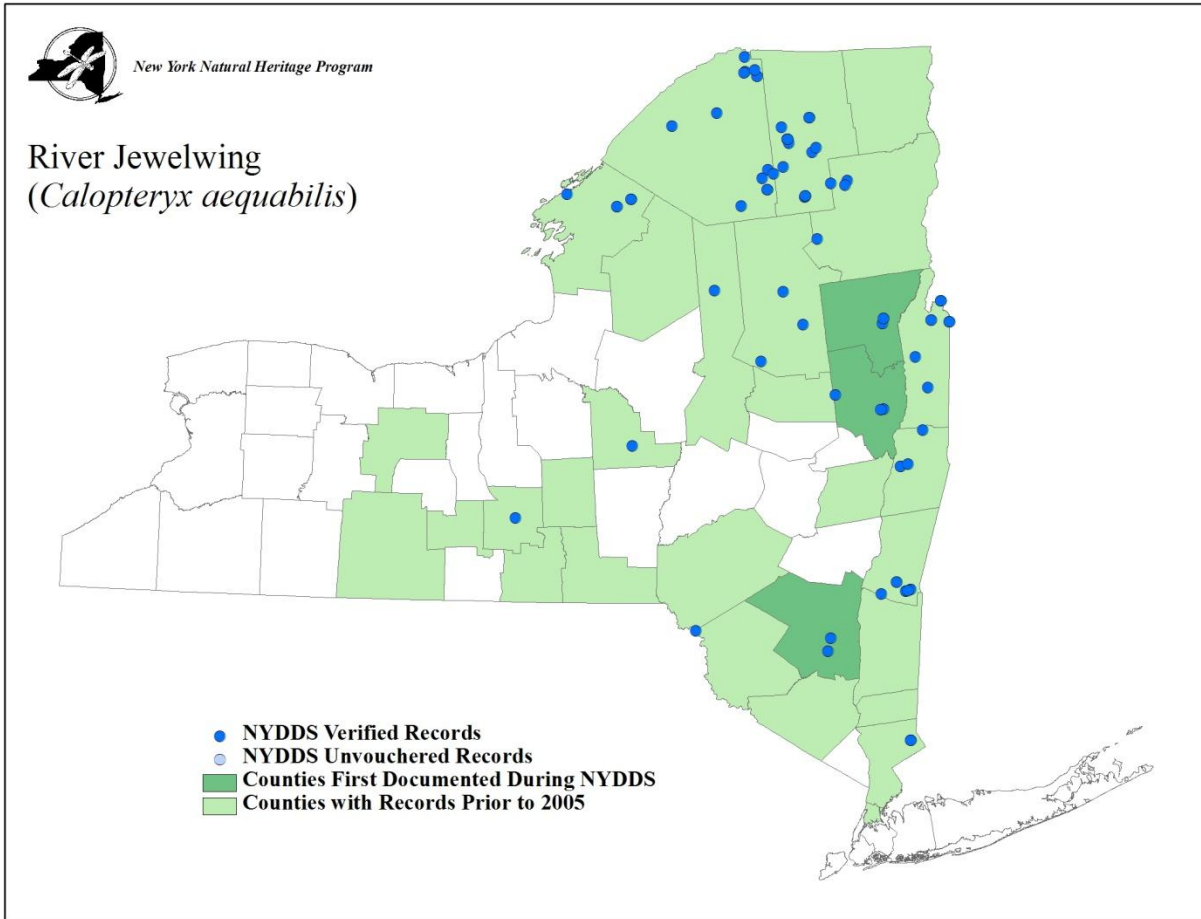 New York Natural Heritage Program
River Jewelwing
(Calopteryx aequabilis)
NYDDS Verified Records
NYDDS Unvouchered Records
Counties First Documented During NYDDS
Counties with Records Prior to 2005